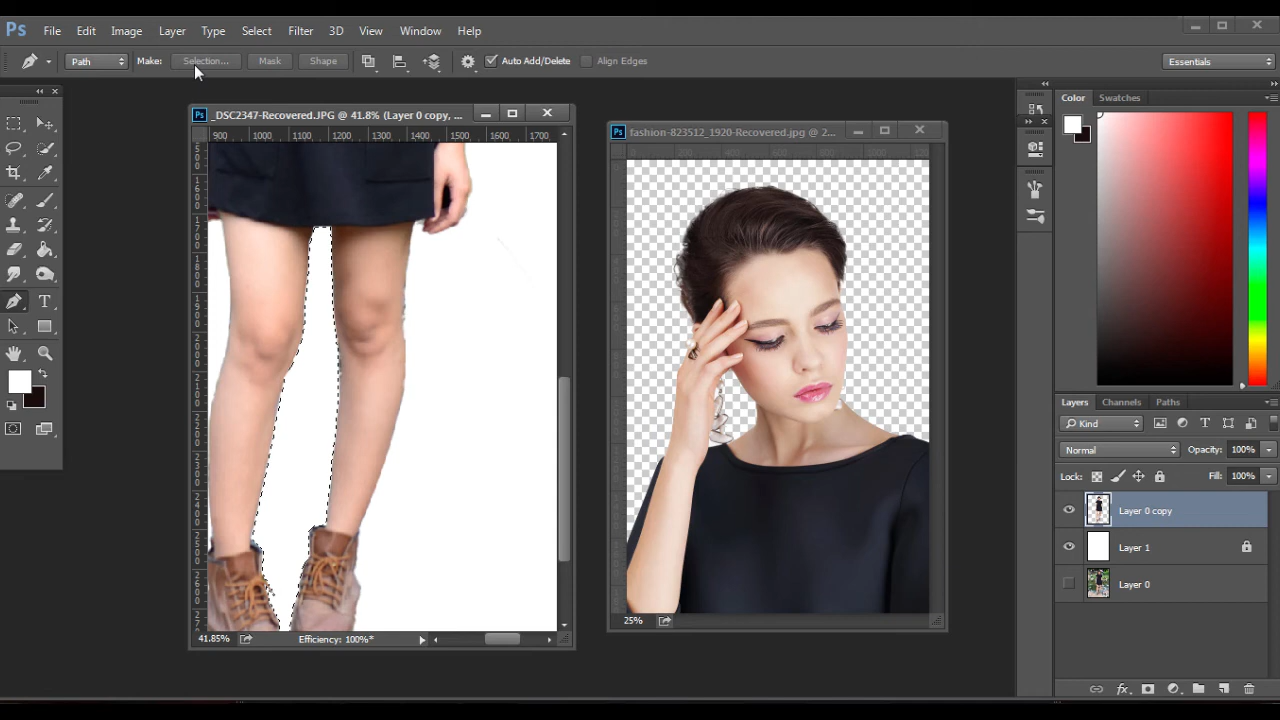 Ps File Edit Image Layer Type Select Filter 3D View Window Help
Path Make: Selection... Mask Shape Auto Add/Delete Align Edges Essentials
_DSC2347-Recovered.JPG @ 41.8% (Layer 0 copy, ...
900 1000 1100 1200 1300 1400 1500 1600 1700
fashion-823512_1920-Recovered.jpg @ 2...
Color Swatches
Layers Channels Paths
Kind
Normal Opacity: 100%
Lock: Fill: 100%
Layer 0 copy
Layer 1
Layer 0
41.85% Efficiency: 100%*
25%